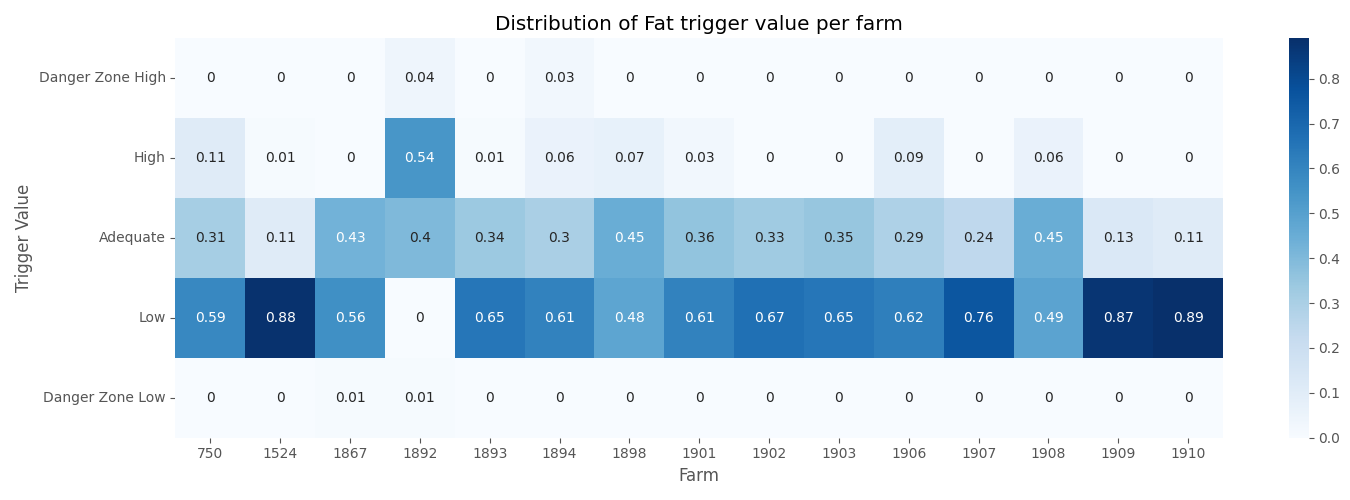 Distribution of Fat trigger value per farm
Danger Zone High 0 0 0 0.04 0 0.03 0 0 0 0 0 0 0 0 0
High 0.11 0.01 0 0.54 0.01 0.06 0.07 0.03 0 0 0.09 0 0.06 0 0
Adequate 0.31 0.11 0.43 0.4 0.34 0.3 0.45 0.36 0.33 0.35 0.29 0.24 0.45 0.13 0.11
Low 0.59 0.88 0.56 0 0.65 0.61 0.48 0.61 0.67 0.65 0.62 0.76 0.49 0.87 0.89
Danger Zone Low 0 0 0.01 0.01 0 0 0 0 0 0 0 0 0 0 0
750 1524 1867 1892 1893 1894 1898 1901 1902 1903 1906 1907 1908 1909 1910
Farm
Trigger Value
0.8
0.7
0.6
0.5
0.4
0.3
0.2
0.1
0.0